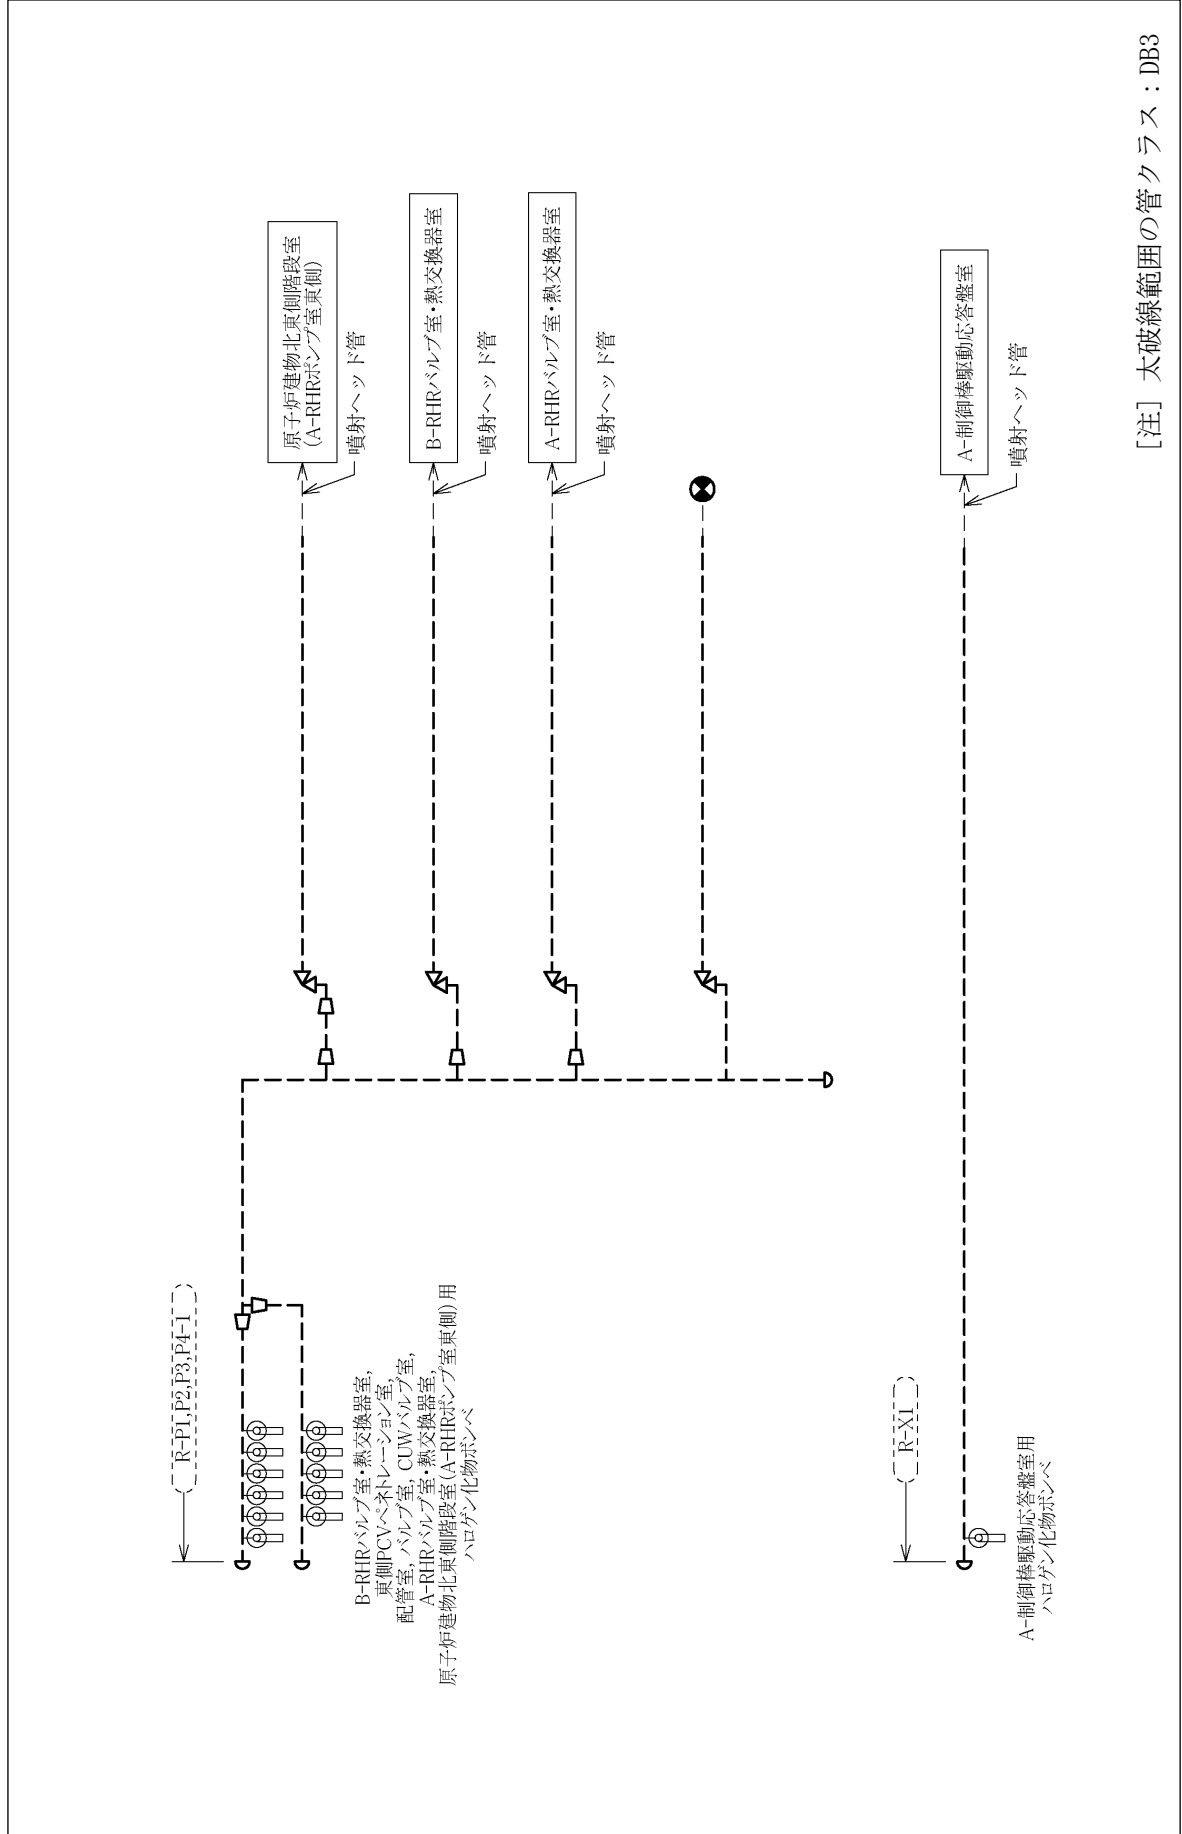 R-P1,P2,P3,P4-1
B-RHRバルブ室・熱交換器室,
東側PCVペネトレーション室,
配管室, バルブ室, CUWバルブ室,
A-RHRバルブ室・熱交換器室,
原子炉建物北東側階段室(A-RHRポンプ室東側)用
ハロゲン化物ボンベ
原子炉建物北東側階段室
(A-RHRポンプ室東側)
噴射ヘッド管
B-RHRバルブ室・熱交換器室
噴射ヘッド管
A-RHRバルブ室・熱交換器室
噴射ヘッド管
R-X1
A-制御棒駆動応答盤室用
ハロゲン化物ボンベ
A-制御棒駆動応答盤室
噴射ヘッド管
[注] 太破線範囲の管クラス:DB3